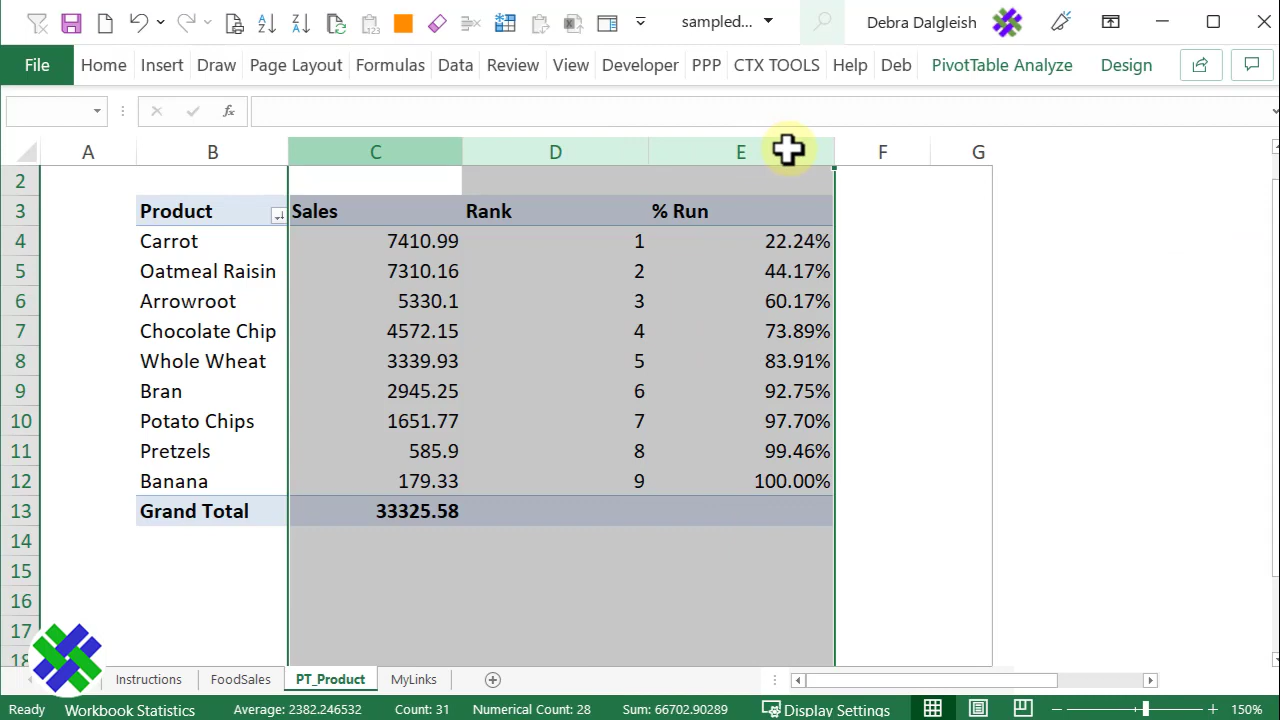 sampled...
Debra Dalgleish
File Home Insert Draw Page Layout Formulas Data Review View Developer PPP CTX TOOLS Help Deb PivotTable Analyze Design
fx
A B C D E F G
2
3 Product Sales Rank % Run
4 Carrot 7410.99 1 22.24%
5 Oatmeal Raisin 7310.16 2 44.17%
6 Arrowroot 5330.1 3 60.17%
7 Chocolate Chip 4572.15 4 73.89%
8 Whole Wheat 3339.93 5 83.91%
9 Bran 2945.25 6 92.75%
10 Potato Chips 1651.77 7 97.70%
11 Pretzels 585.9 8 99.46%
12 Banana 179.33 9 100.00%
13 Grand Total 33325.58
14
15
16
17
18
Instructions FoodSales PT_Product MyLinks
Ready Workbook Statistics Average: 2382.246532 Count: 31 Numerical Count: 28 Sum: 66702.90289 Display Settings 150%